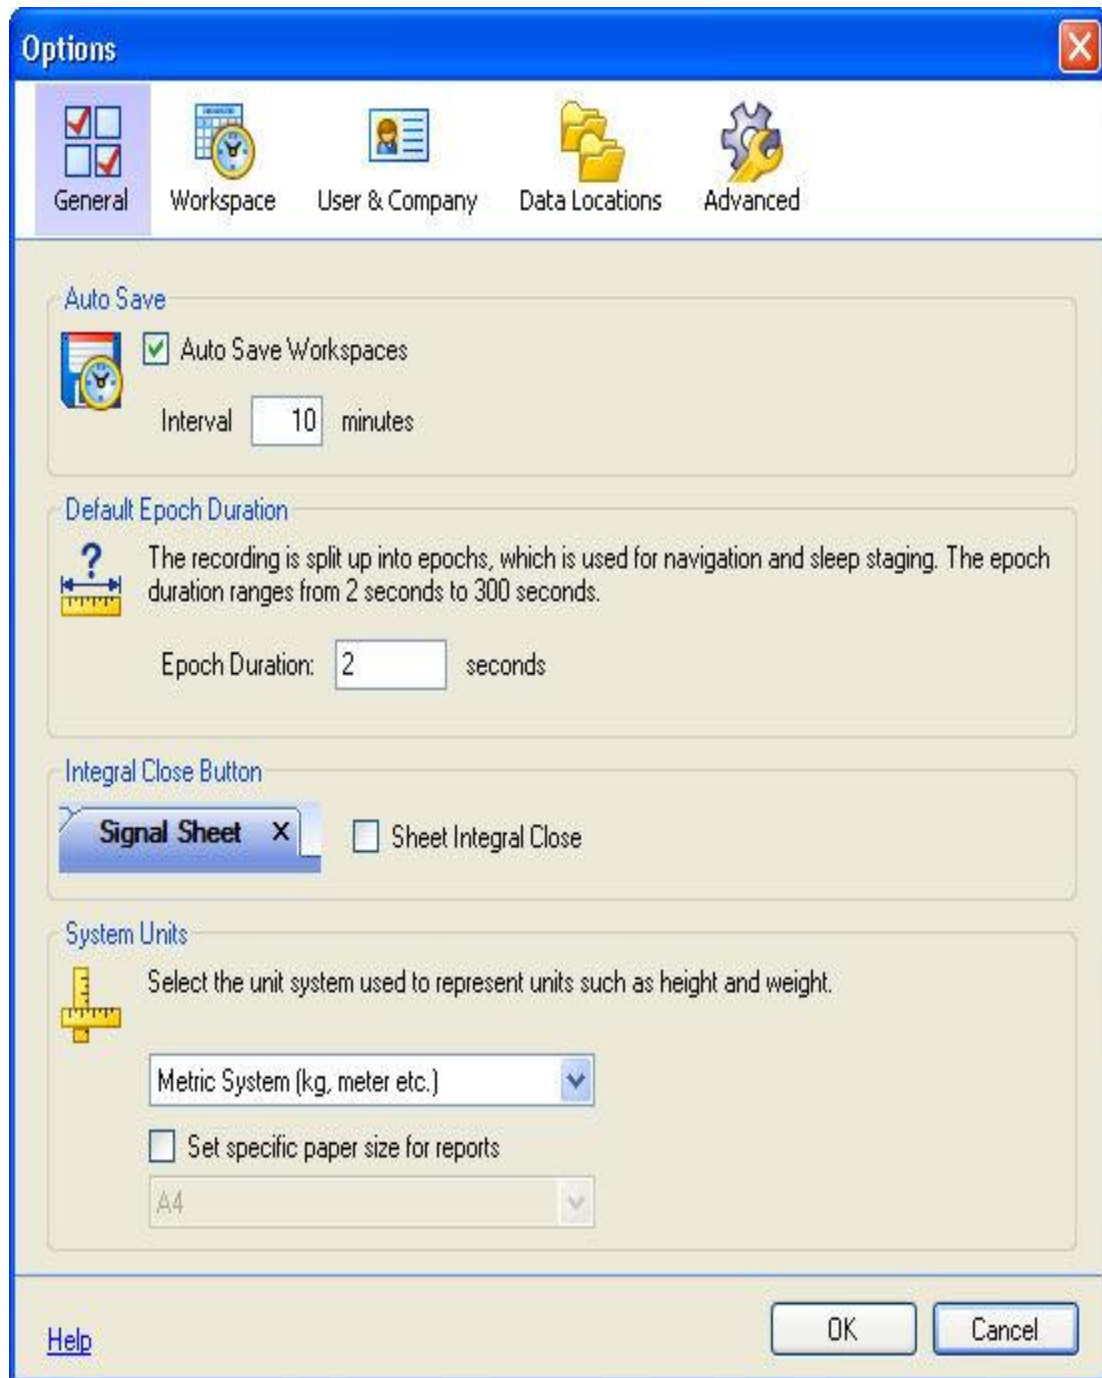 Options
General
Workspace
User & Company
Data Locations
Advanced
Auto Save
Auto Save Workspaces
Interval 10 minutes
Default Epoch Duration
The recording is split up into epochs, which is used for navigation and sleep staging. The epoch
duration ranges from 2 seconds to 300 seconds.
Epoch Duration: 2 seconds
Integral Close Button
Signal Sheet X
Sheet Integral Close
System Units
Select the unit system used to represent units such as height and weight.
Metric System (kg, meter etc.)
Set specific paper size for reports
A4
Help
OK
Cancel